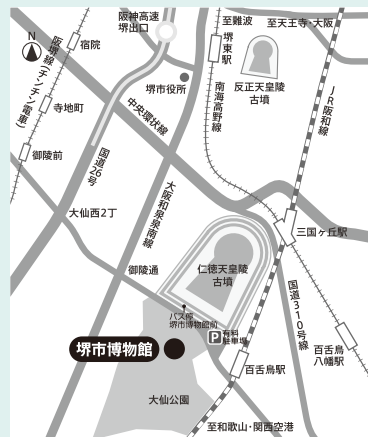 N
阪堺線(チンチン電車)
宿院
阪神高速
堺出口
至難波
至天王寺・大阪
堺東駅
反正天皇陵
古墳
堺市役所
寺地町
中央環状線
南海高野線
JR阪和線
御陵前
国道26号
大仙西2丁
大阪和泉泉南線
三国ヶ丘駅
仁徳天皇陵
古墳
御陵通
国道310号線
バス停
堺市博物館前
P
有料
駐車場
堺市博物館
百舌鳥
八幡駅
百舌鳥駅
大仙公園
至和歌山・関西空港